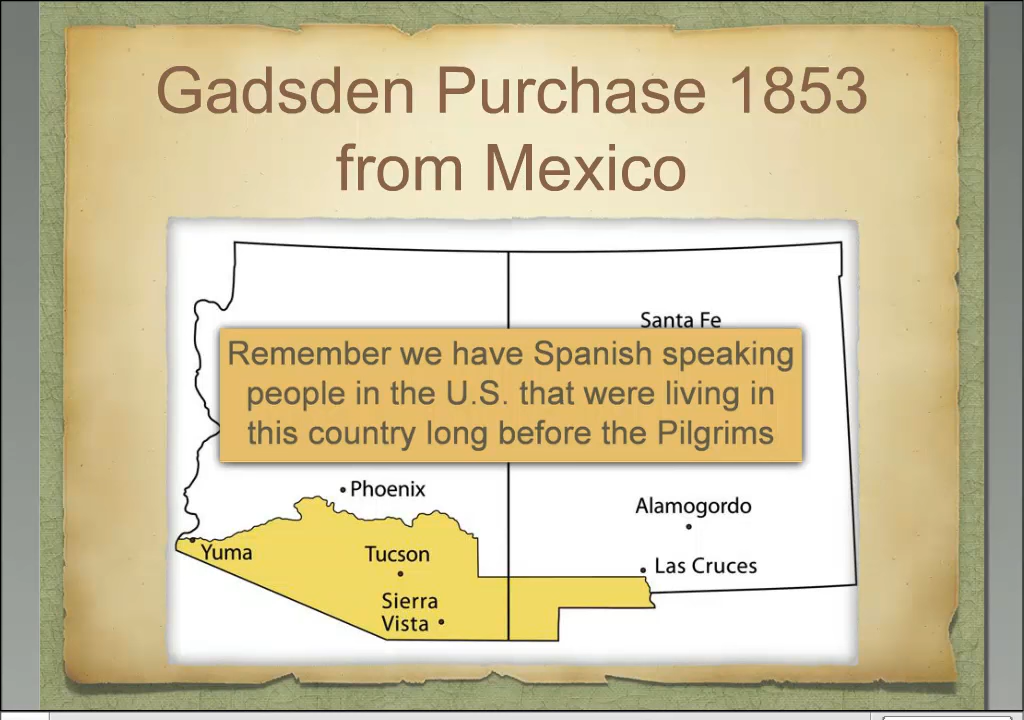 Gadsden Purchase 1853
from Mexico
Santa Fe
Remember we have Spanish speaking
people in the U.S. that were living in
this country long before the Pilgrims
Phoenix
Alamogordo
Yuma
Tucson
Las Cruces
Sierra
Vista